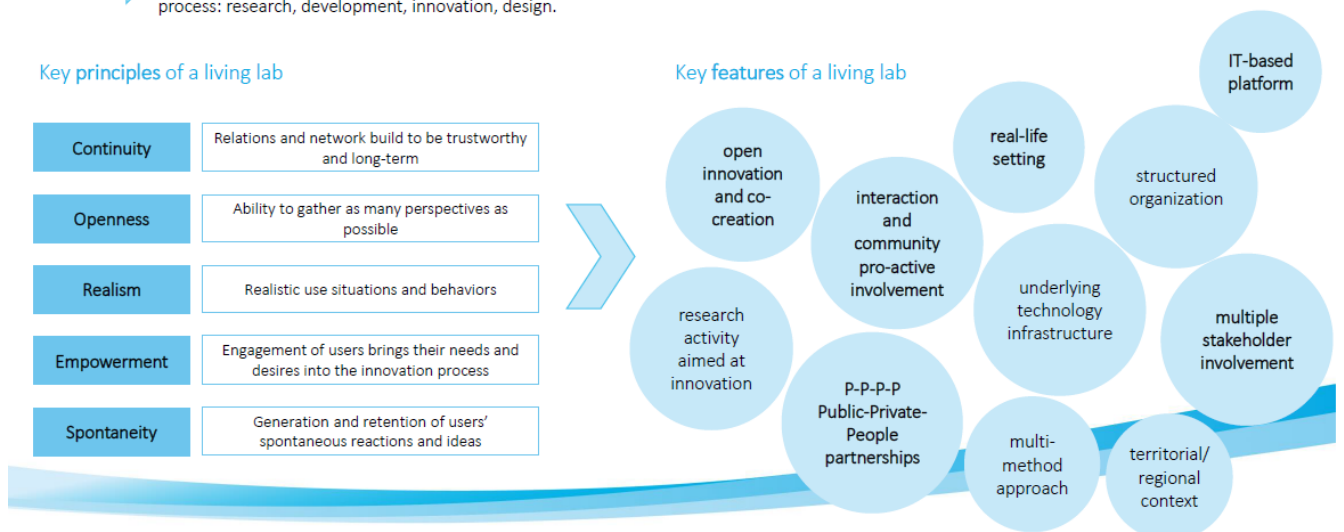 process: research, development, innovation, design.
Key principles of a living lab
Continuity
Relations and network build to be trustworthy
and long-term
Openness
Ability to gather as many perspectives as
possible
Realism
Realistic use situations and behaviors
Empowerment
Engagement of users brings their needs and
desires into the innovation process
Spontaneity
Generation and retention of users'
spontaneous reactions and ideas
Key features of a living lab
IT-based
platform
real-life
setting
open
innovation
and co-
creation
structured
organization
interaction
and
community
pro-active
involvement
underlying
technology
infrastructure
research
activity
aimed at
innovation
multiple
stakeholder
involvement
P-P-P-P
Public-Private-
People
partnerships
multi-
method
approach
territorial/
regional
context